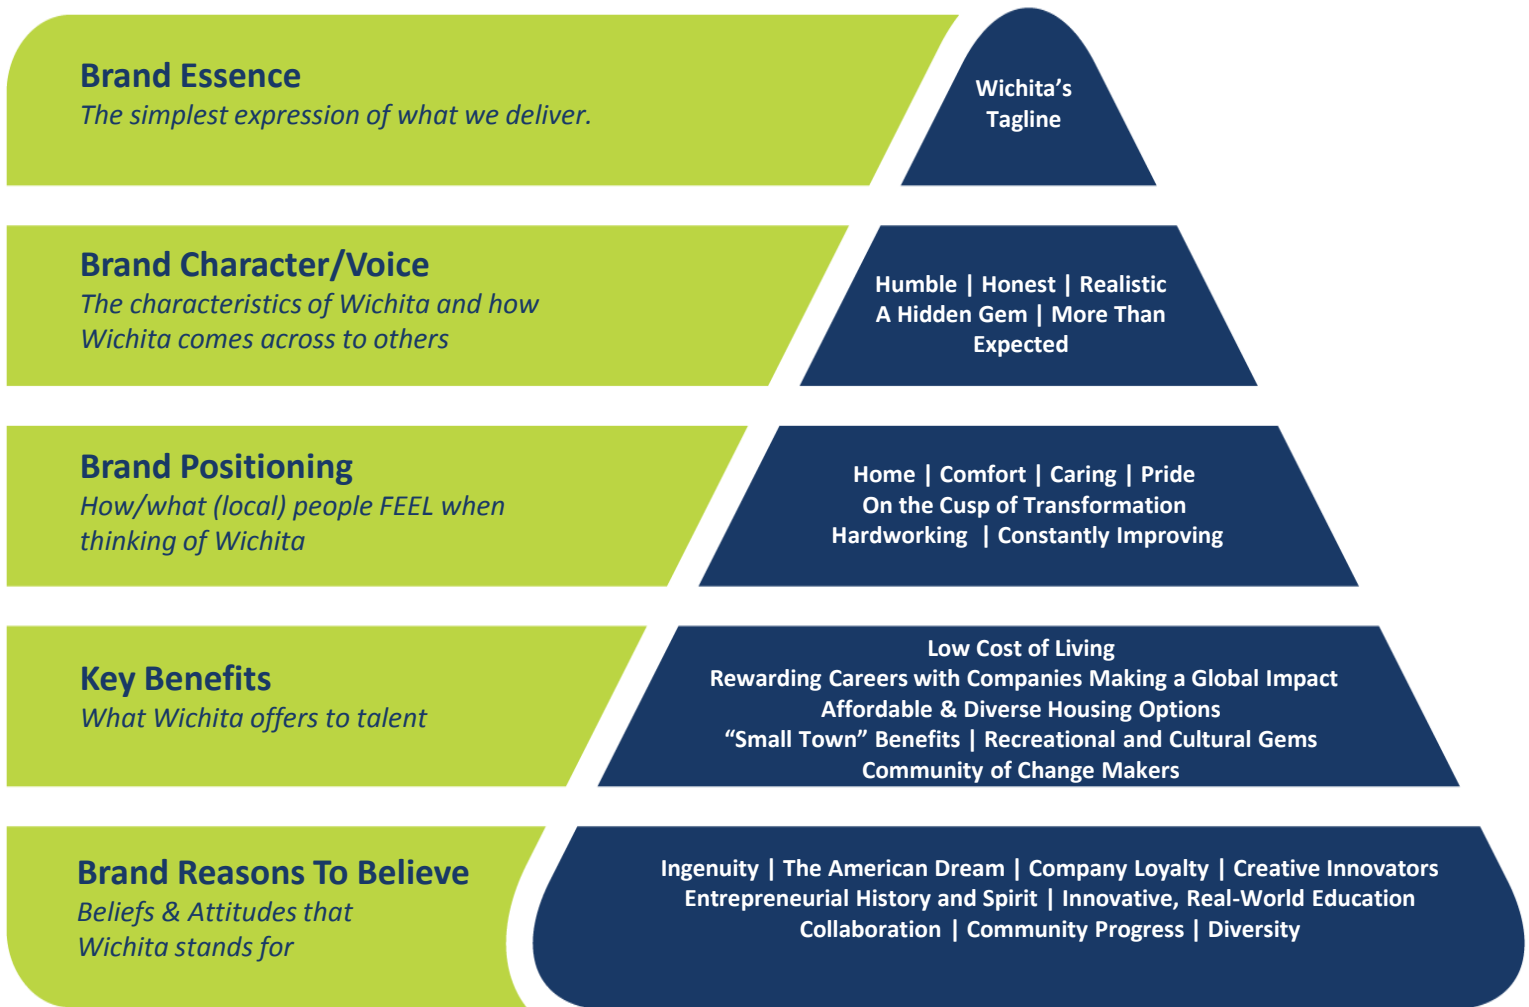 Brand Essence
The simplest expression of what we deliver.
Wichita’s
Tagline
Brand Character/Voice
The characteristics of Wichita and how
Wichita comes across to others
Humble | Honest | Realistic
A Hidden Gem | More Than
Expected
Brand Positioning
How/what (local) people FEEL when
thinking of Wichita
Home | Comfort | Caring | Pride
On the Cusp of Transformation
Hardworking | Constantly Improving
Key Benefits
What Wichita offers to talent
Low Cost of Living
Rewarding Careers with Companies Making a Global Impact
Affordable & Diverse Housing Options
“Small Town” Benefits | Recreational and Cultural Gems
Community of Change Makers
Brand Reasons To Believe
Beliefs & Attitudes that
Wichita stands for
Ingenuity | The American Dream | Company Loyalty | Creative Innovators
Entrepreneurial History and Spirit | Innovative, Real-World Education
Collaboration | Community Progress | Diversity